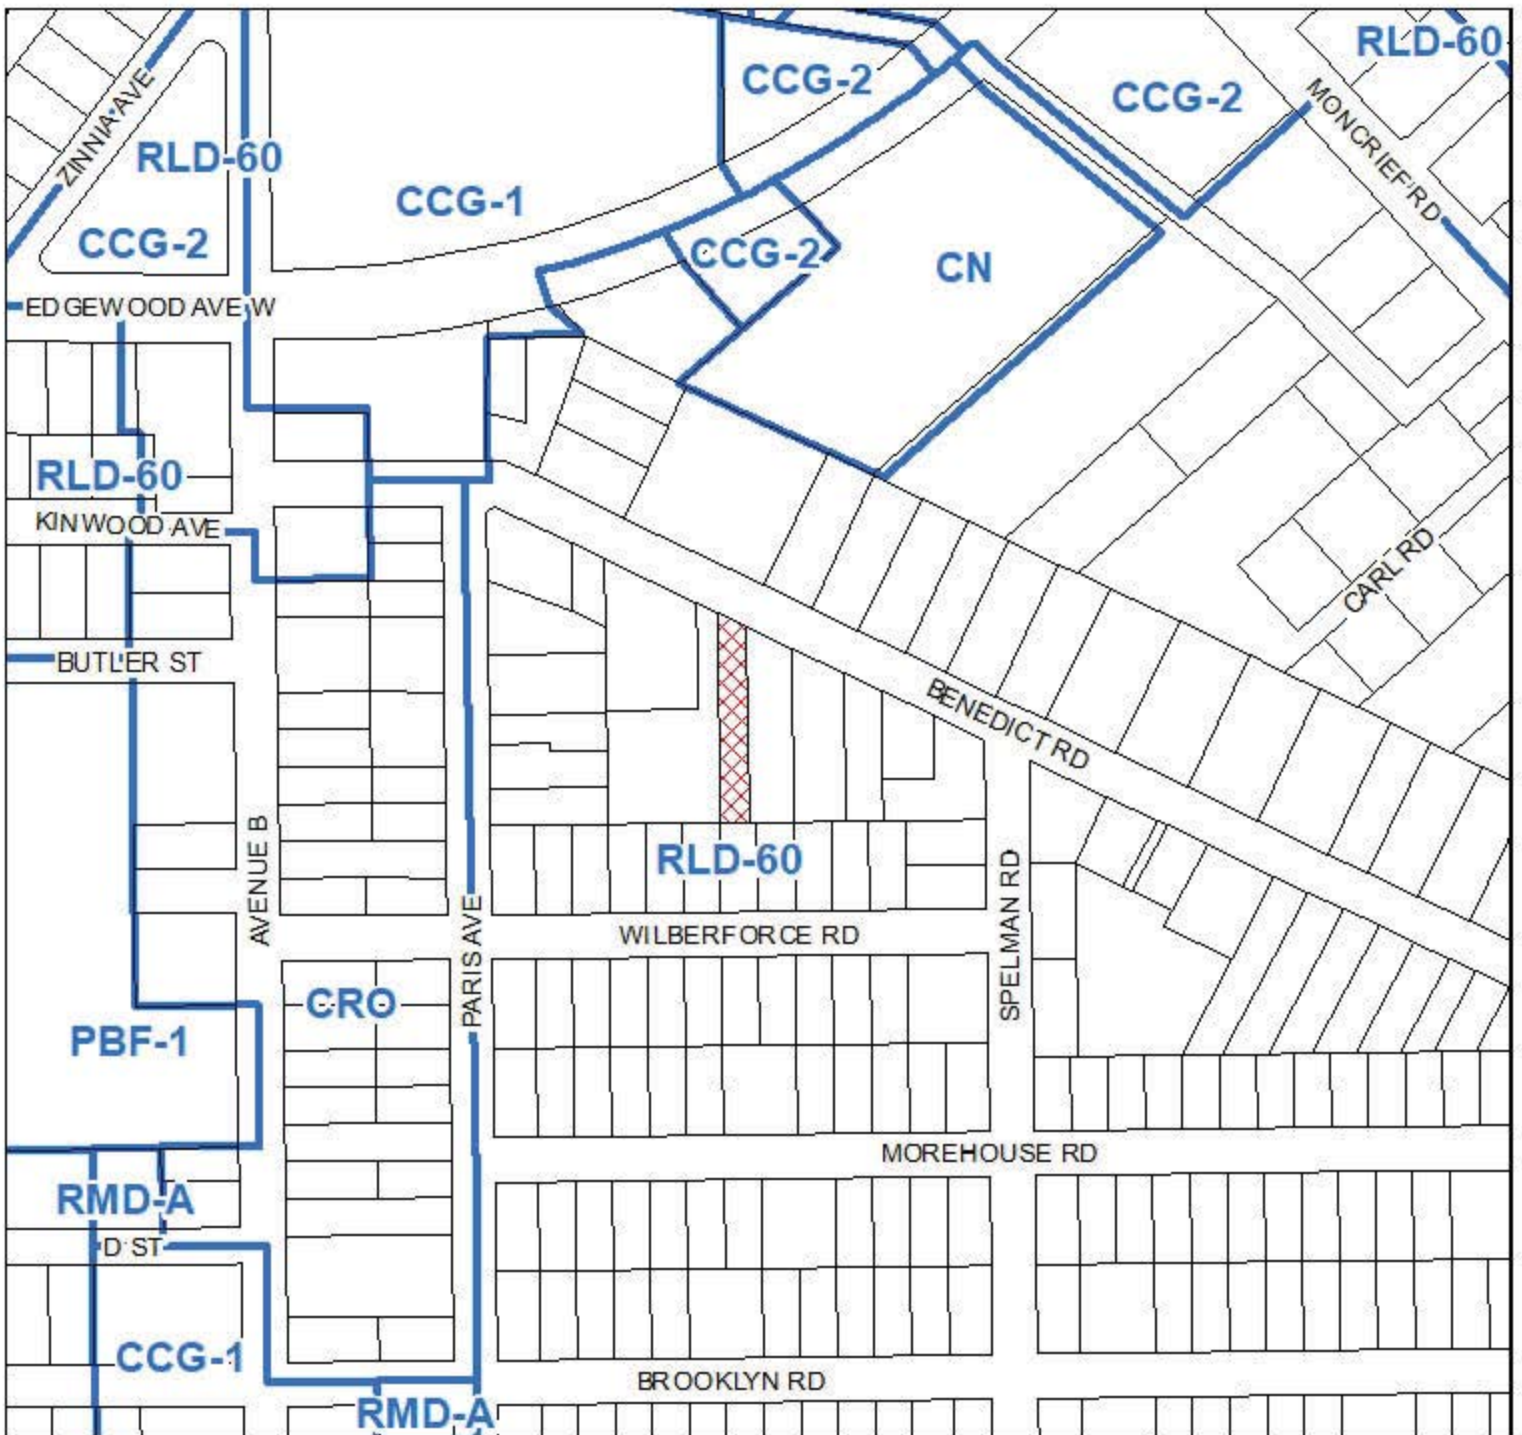 RLD-60
CCG-2
CCG-2
MONCRIEF RD
ZINNIA AVE
RLD-60
CCG-1
CCG-2
CCG-2
CN
EDGEWOOD AVE W
RLD-60
KINWOOD AVE
CARL RD
BUTLER ST
BENEDICT RD
AVENUE B
RLD-60
SPELMAN RD
PARIS AVE
WILBERFORCE RD
CRO
PBF-1
MOREHOUSE RD
RMD-A
D ST
CCG-1
BROOKLYN RD
RMD-A